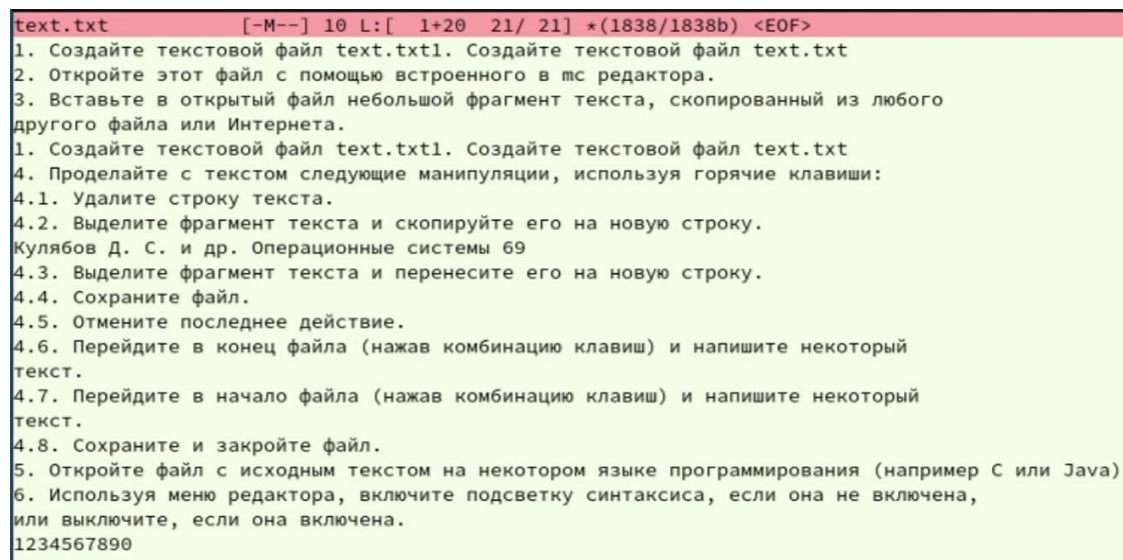 text.txt [-M--] 10 L:[ 1+20 21/ 21] *(1838/1838b) <EOF>
1. Создайте текстовой файл text.txt1. Создайте текстовой файл text.txt
2. Откройте этот файл с помощью встроенного в mc редактора.
3. Вставьте в открытый файл небольшой фрагмент текста, скопированный из любого
другого файла или Интернета.
1. Создайте текстовой файл text.txt1. Создайте текстовой файл text.txt
4. Проделайте с текстом следующие манипуляции, используя горячие клавиши:
4.1. Удалите строку текста.
4.2. Выделите фрагмент текста и скопируйте его на новую строку.
Кулябов Д. С. и др. Операционные системы 69
4.3. Выделите фрагмент текста и перенесите его на новую строку.
4.4. Сохраните файл.
4.5. Отмените последнее действие.
4.6. Перейдите в конец файла (нажав комбинацию клавиш) и напишите некоторый
текст.
4.7. Перейдите в начало файла (нажав комбинацию клавиш) и напишите некоторый
текст.
4.8. Сохраните и закройте файл.
5. Откройте файл с исходным текстом на некотором языке программирования (например C или Java)
6. Используя меню редактора, включите подсветку синтаксиса, если она не включена,
или выключите, если она включена.
1234567890